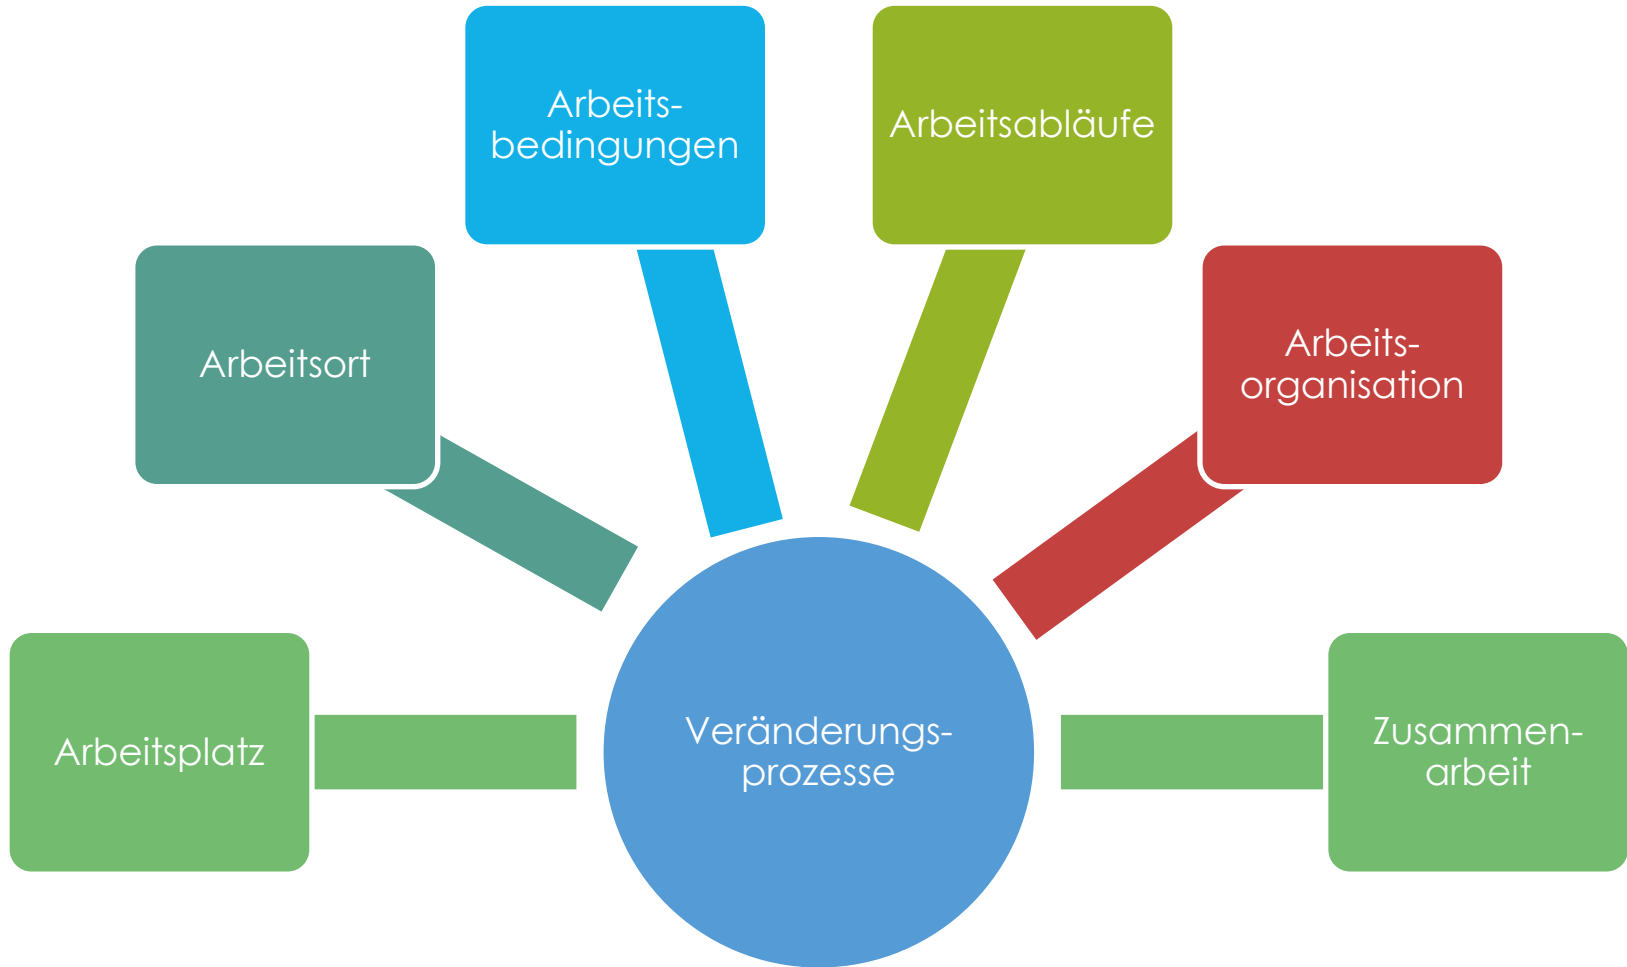 Arbeits-
bedingungen
Arbeitsabläufe
Arbeitsort
Arbeits-
organisation
Arbeitsplatz
Veränderungs-
prozesse
Zusammen-
arbeit